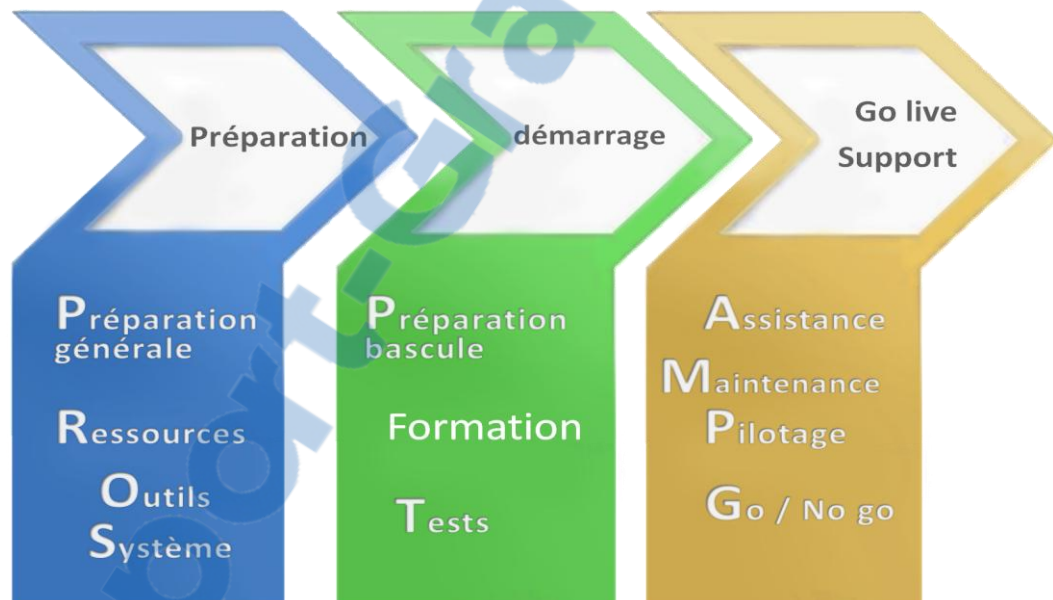 Préparation
Préparation
générale
Ressources
Outils
Système
démarrage
Préparation
bascule
Formation
Tests
Go live
Support
Assistance
Maintenance
Pilotage
Go / No go